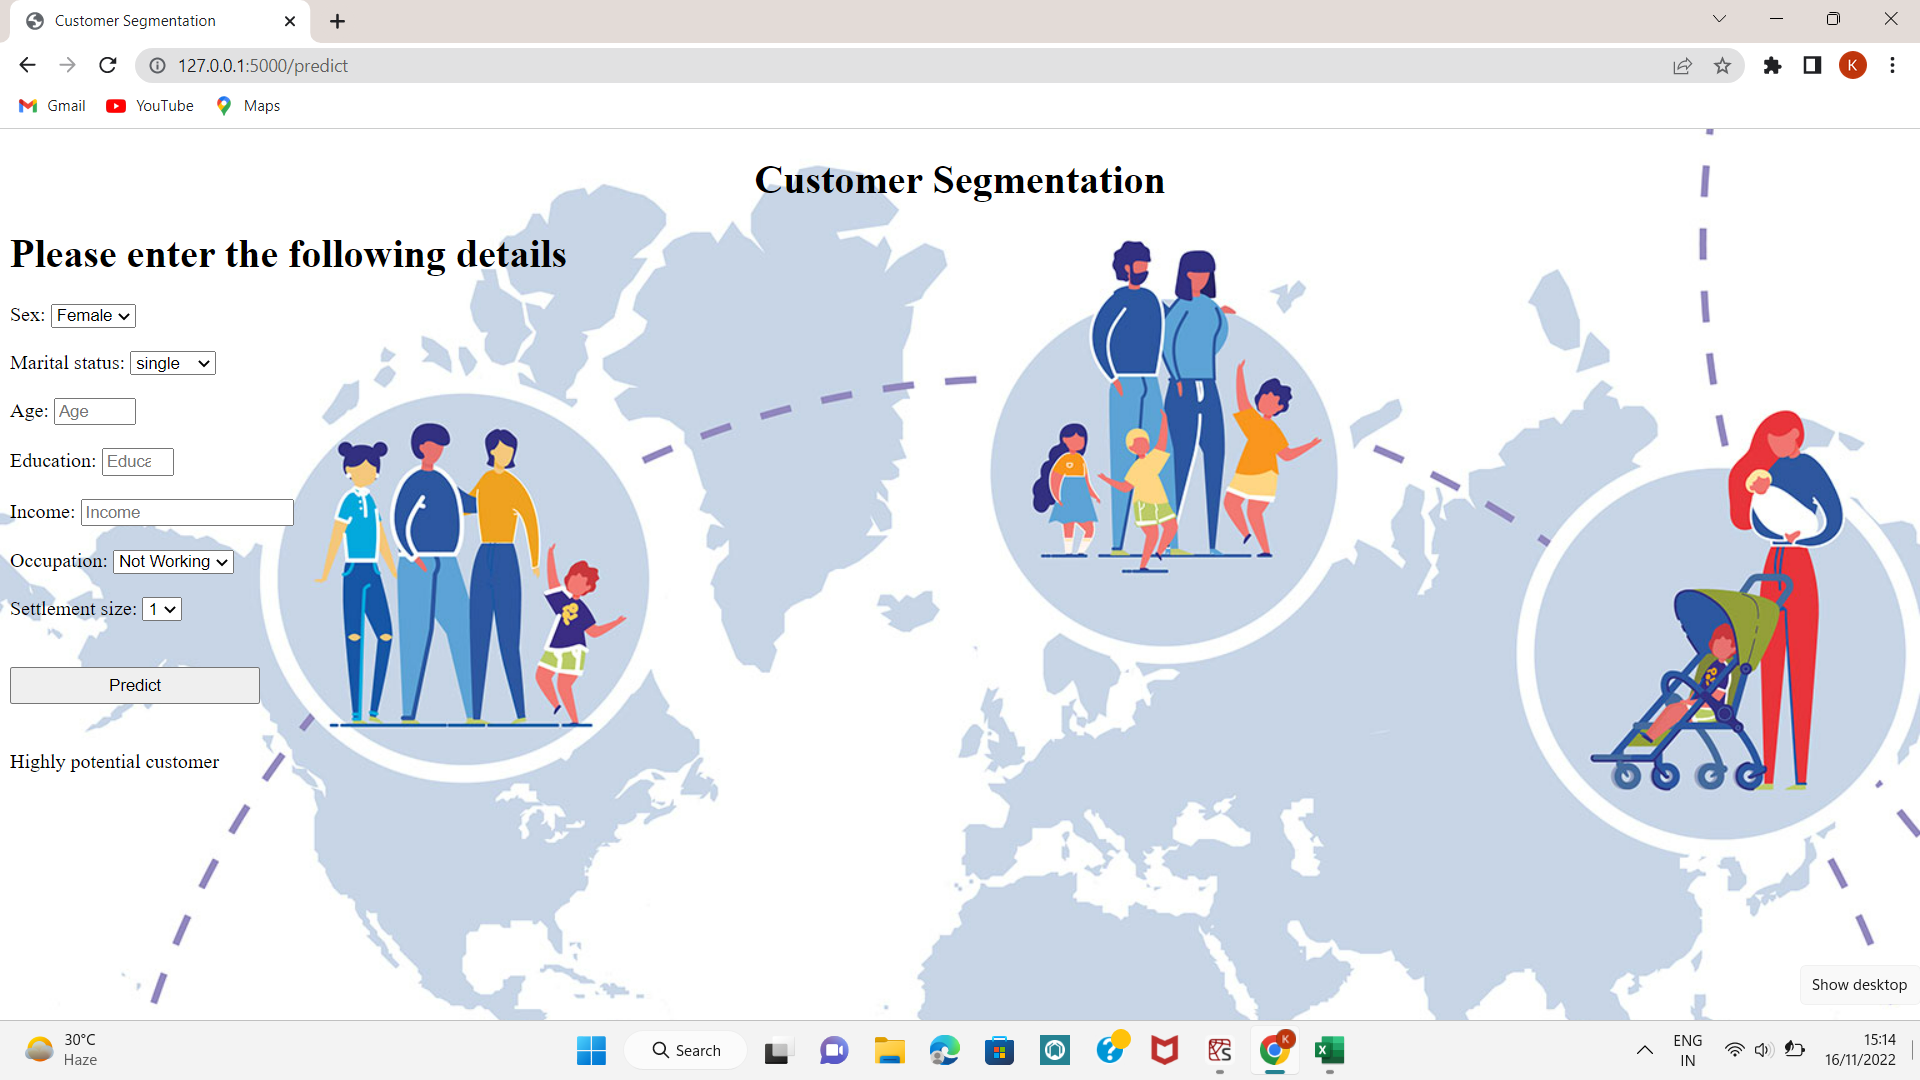 Customer Segmentation
127.0.0.1:5000/predict
K
Gmail YouTube Maps
Customer Segmentation
Please enter the following details
Sex: Female
Marital status: single
Age: Age
Education: Educa
Income: Income
Occupation: Not Working
Settlement size: 1
Predict
Highly potential customer
Show desktop
30°C
Haze
Search
K
ENG
IN
15:14
16/11/2022